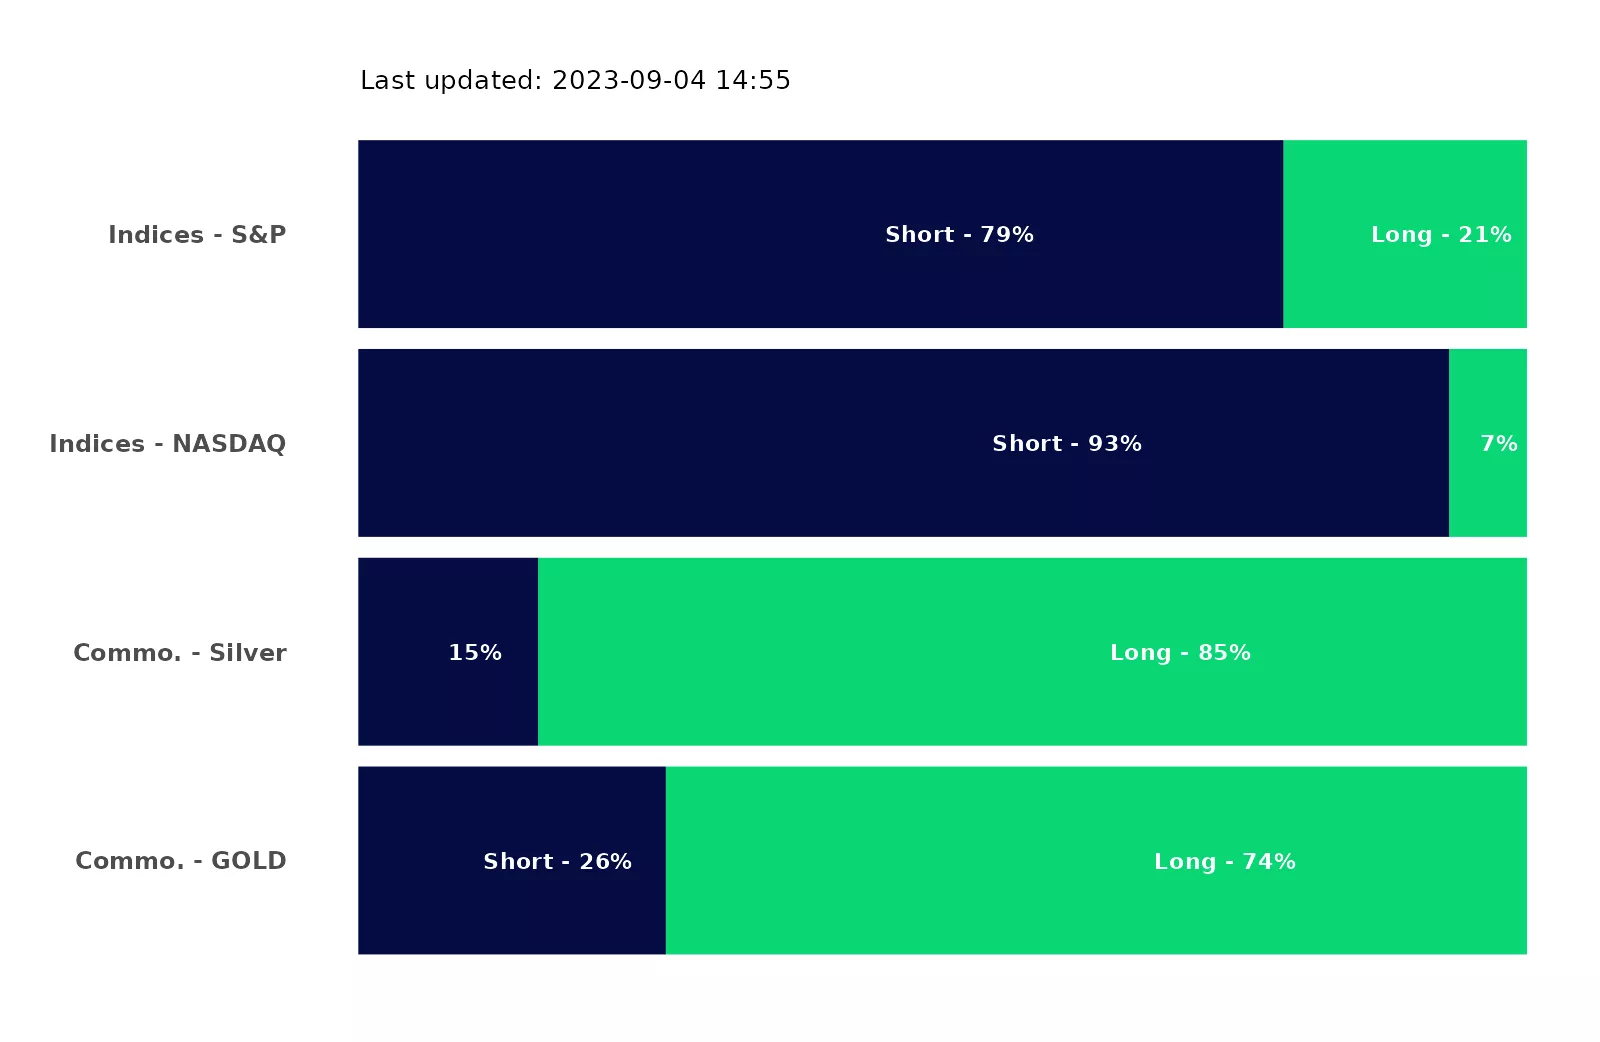 Last updated: 2023-09-04 14:55
Indices - S&P Short - 79% Long - 21%
Indices - NASDAQ Short - 93% 7%
Commo. - Silver 15% Long - 85%
Commo. - GOLD Short - 26% Long - 74%